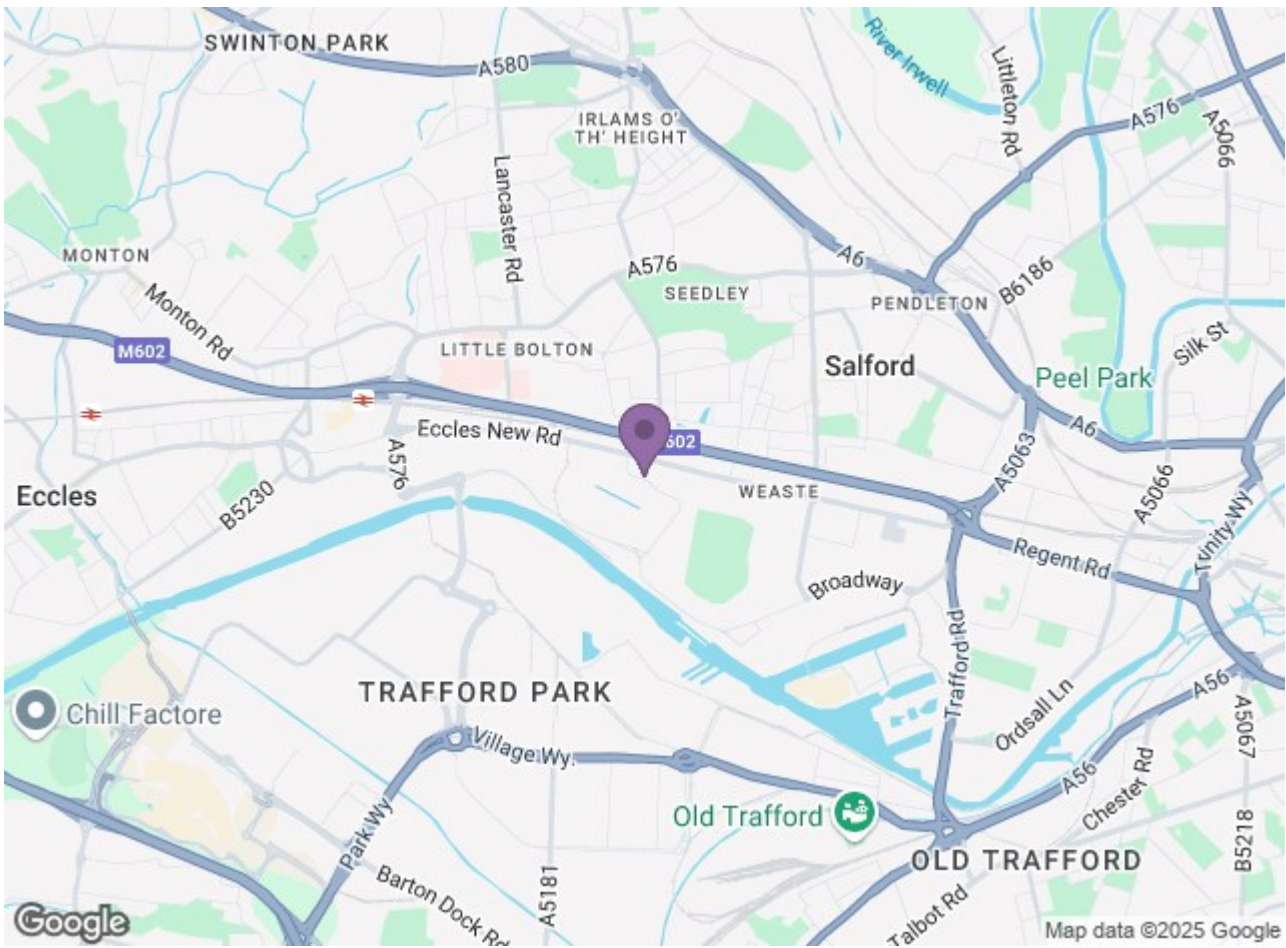 SWINTON PARK
A580
River Irwell
Littleton Rd
A576
A5066
IRLAMS O'
TH' HEIGHT
Lancaster Rd
MONTON
A576
SEEDLEY
A6
PENDLETON
B6186
Monton Rd
M602
LITTLE BOLTON
Salford
Silk St
Peel Park
Eccles New Rd
602
A6
A576
A5063
WEASTE
A5066
Eccles
B5230
Trinity Wy
Regent Rd
Broadway
Trafford Rd
TRAFFORD PARK
Chill Factore
Ordsall Ln
A56
A5067
Village Wy.
A56
Chester Rd
Old Trafford
Park Wy
OLD TRAFFORD
B5218
Barton Dock Rd
A5181
Talbot Rd
Google
Map data ©2025 Google